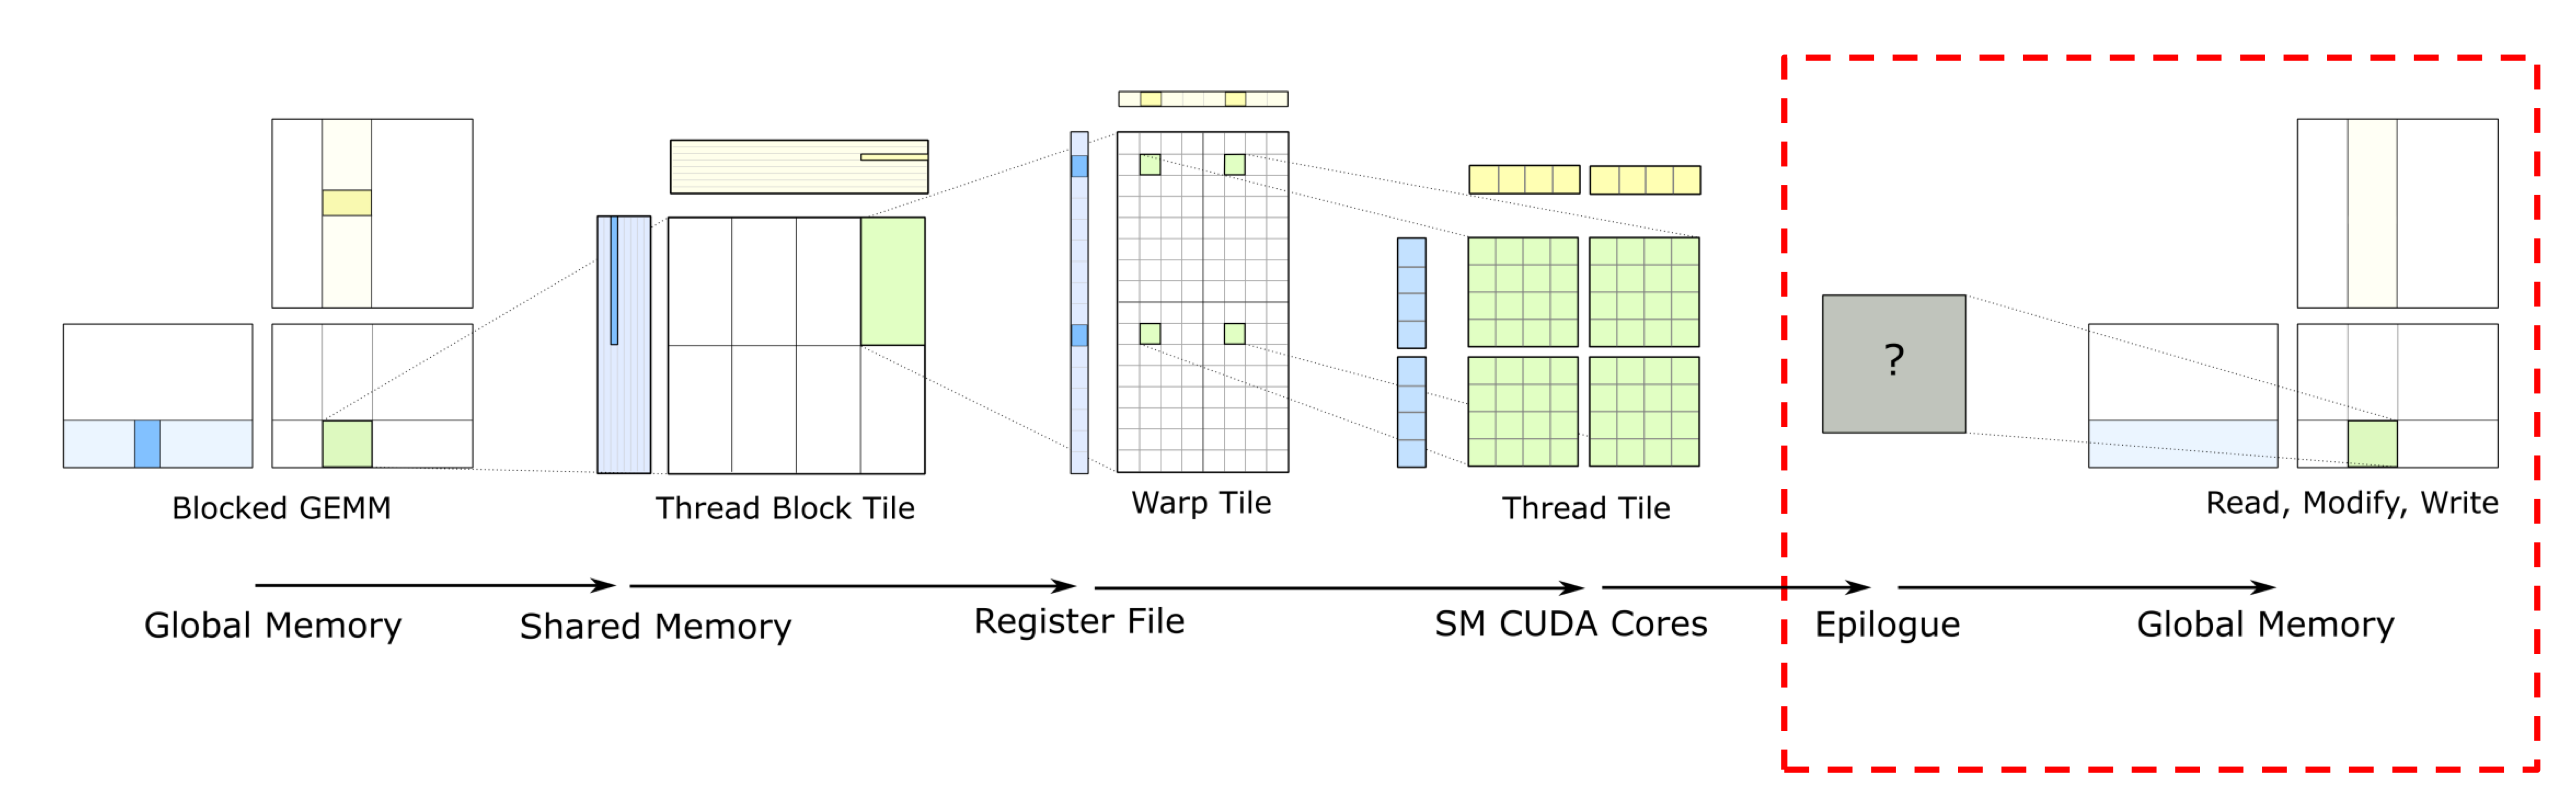 ?
Blocked GEMM
Thread Block Tile
Warp Tile
Thread Tile
Read, Modify, Write
Global Memory
Shared Memory
Register File
SM CUDA Cores
Epilogue
Global Memory